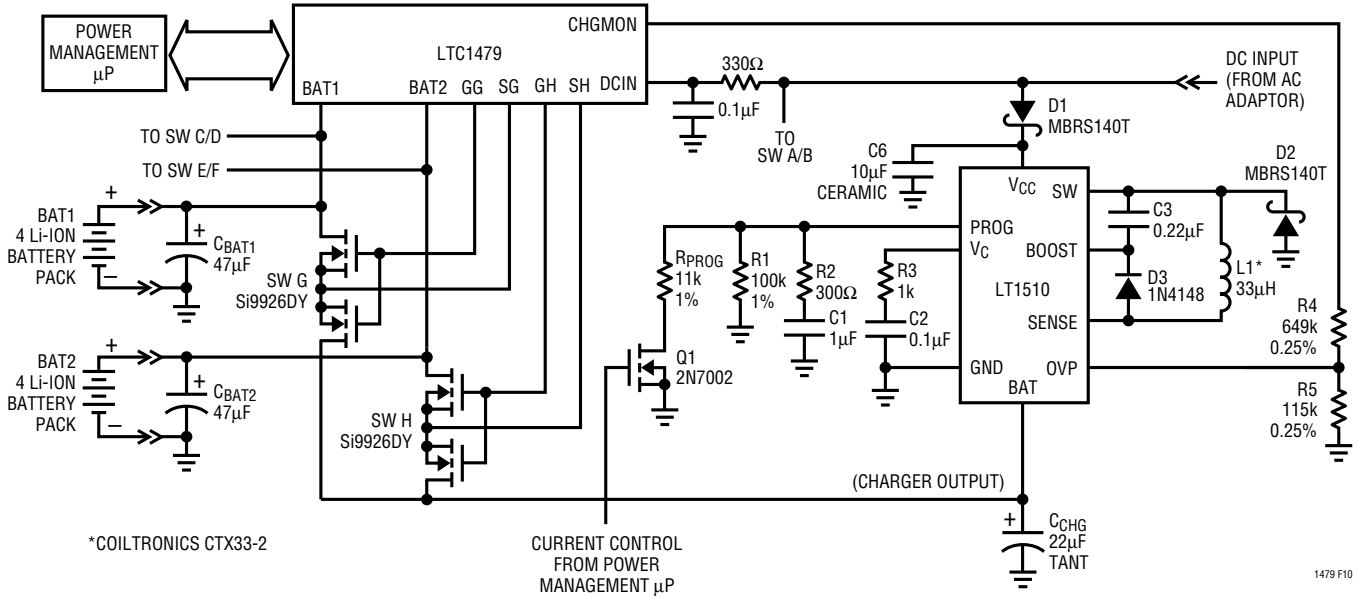 POWER
MANAGEMENT
µP
LTC1479
CHGMON
BAT1
BAT2
GG
SG
GH
SH
DCIN
330Ω
0.1µF
TO
SW A/B
DC INPUT
(FROM AC
ADAPTOR)
D1
MBRS140T
C6
10µF
CERAMIC
D2
MBRS140T
TO SW C/D
TO SW E/F
+
BAT1
4 Li-ION
BATTERY
PACK
–
+
CBAT1
47µF
SW G
Si9926DY
+
BAT2
4 Li-ION
BATTERY
PACK
–
+
CBAT2
47µF
SW H
Si9926DY
RPROG
11k
1%
R1
100k
1%
R2
300Ω
C1
1µF
R3
1k
C2
0.1µF
Q1
2N7002
VCC
SW
PROG
VC
BOOST
LT1510
SENSE
GND
OVP
BAT
C3
0.22µF
D3
1N4148
L1*
33µH
R4
649k
0.25%
R5
115k
0.25%
(CHARGER OUTPUT)
+
CCHG
22µF
TANT
*COILTRONICS CTX33-2
CURRENT CONTROL
FROM POWER
MANAGEMENT µP
1479 F10